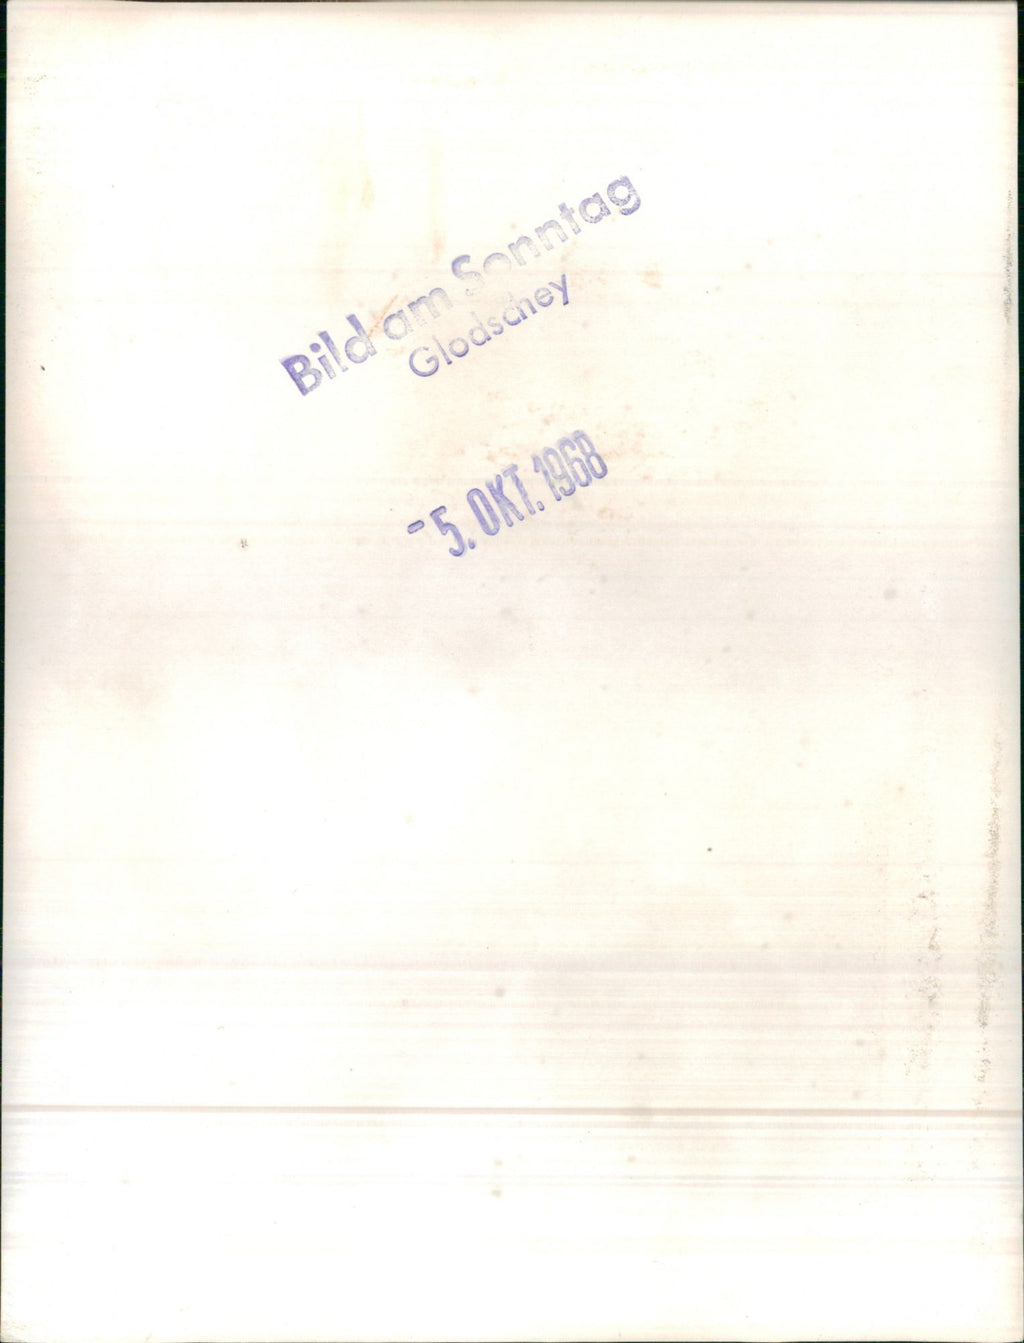 Bild am Sonntag
Glodschey
- 5. OKT. 1968